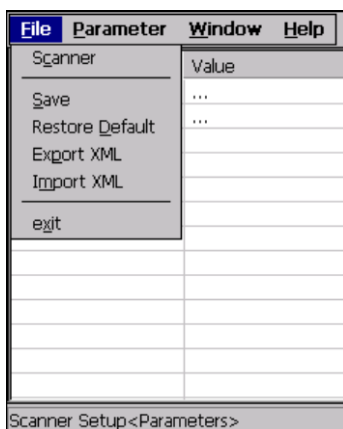 File Parameter Window Help
Scanner
Value
Save
...
Restore Default
...
Export XML
Import XML
exit
Scanner Setup<Parameters>